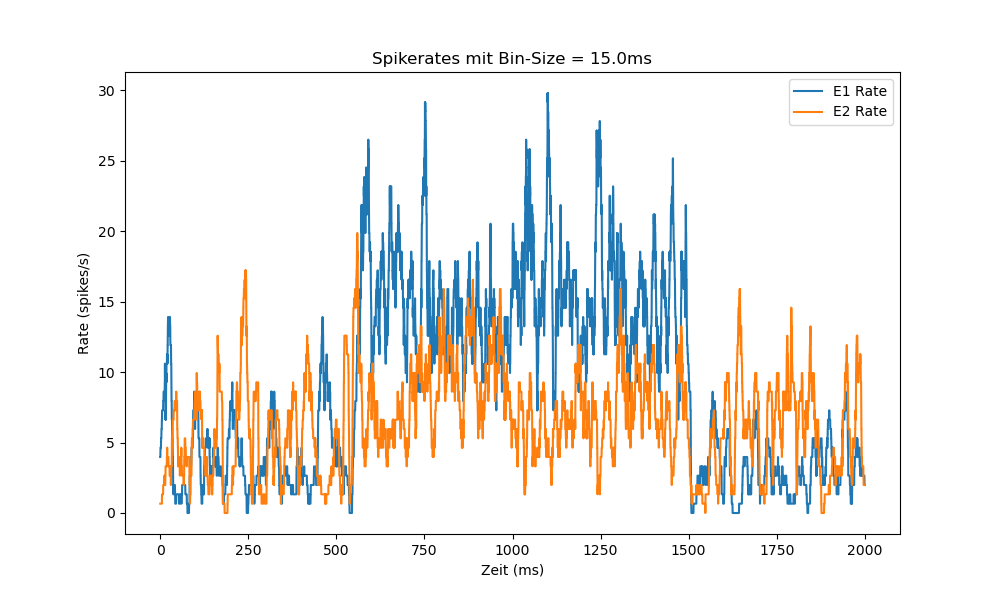 Spikerates mit Bin-Size = 15.0ms
E1 Rate
E2 Rate
30
25
20
15
10
5
0
Rate (spikes/s)
0 250 500 750 1000 1250 1500 1750 2000
Zeit (ms)